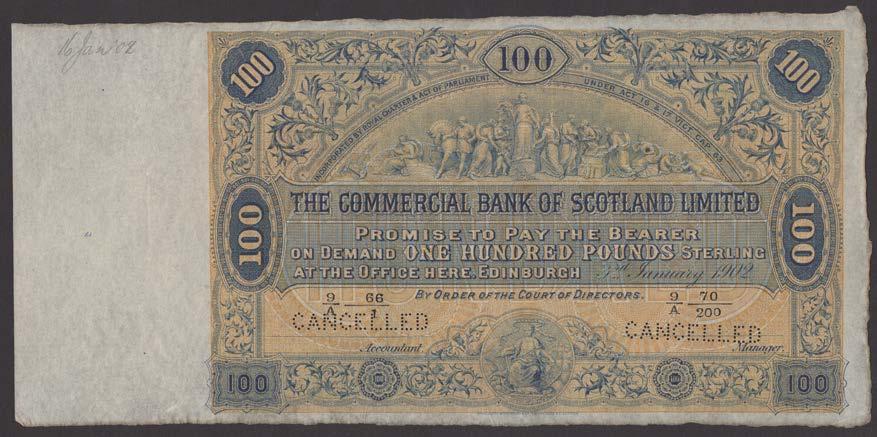 16 Jan '02
100
100
100
INCORPORATED BY ROYAL CHARTER & ACT OF PARLIAMENT
UNDER ACT 16 & 17 VICT. CAP. 63
THE COMMERCIAL BANK OF SCOTLAND LIMITED
100
100
PROMISE TO PAY THE BEARER
ON DEMAND ONE HUNDRED POUNDS STERLING
AT THE OFFICE HERE. EDINBURGH 3rd January 1902
BY ORDER OF THE COURT OF DIRECTORS.
9/A 66/1
9/A 70/200
CANCELLED
CANCELLED
Accountant.
Manager.
100
100